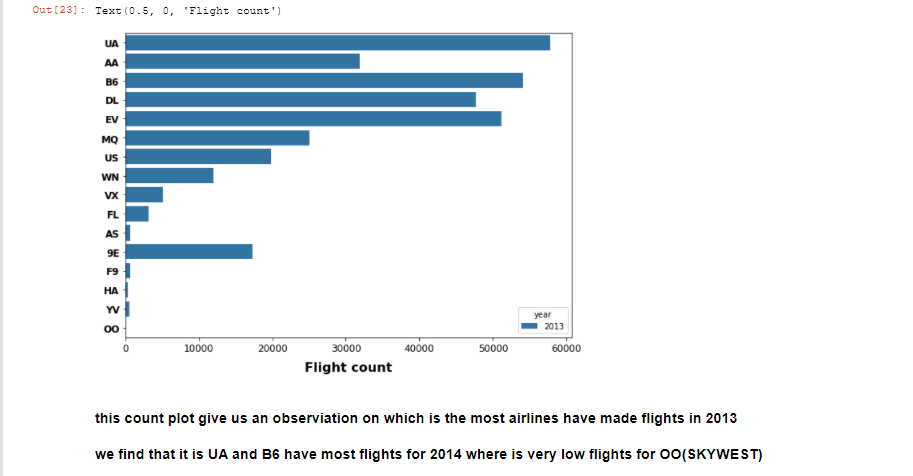 Out[23]: Text(0.5, 0, 'Flight count')
UA
AA
B6
DL
EV
MQ
US
WN
VX
FL
AS
9E
F9
HA
YV
OO
year
2013
0 10000 20000 30000 40000 50000 60000
Flight count
this count plot give us an observiation on which is the most airlines have made flights in 2013
we find that it is UA and B6 have most flights for 2014 where is very low flights for OO(SKYWEST)